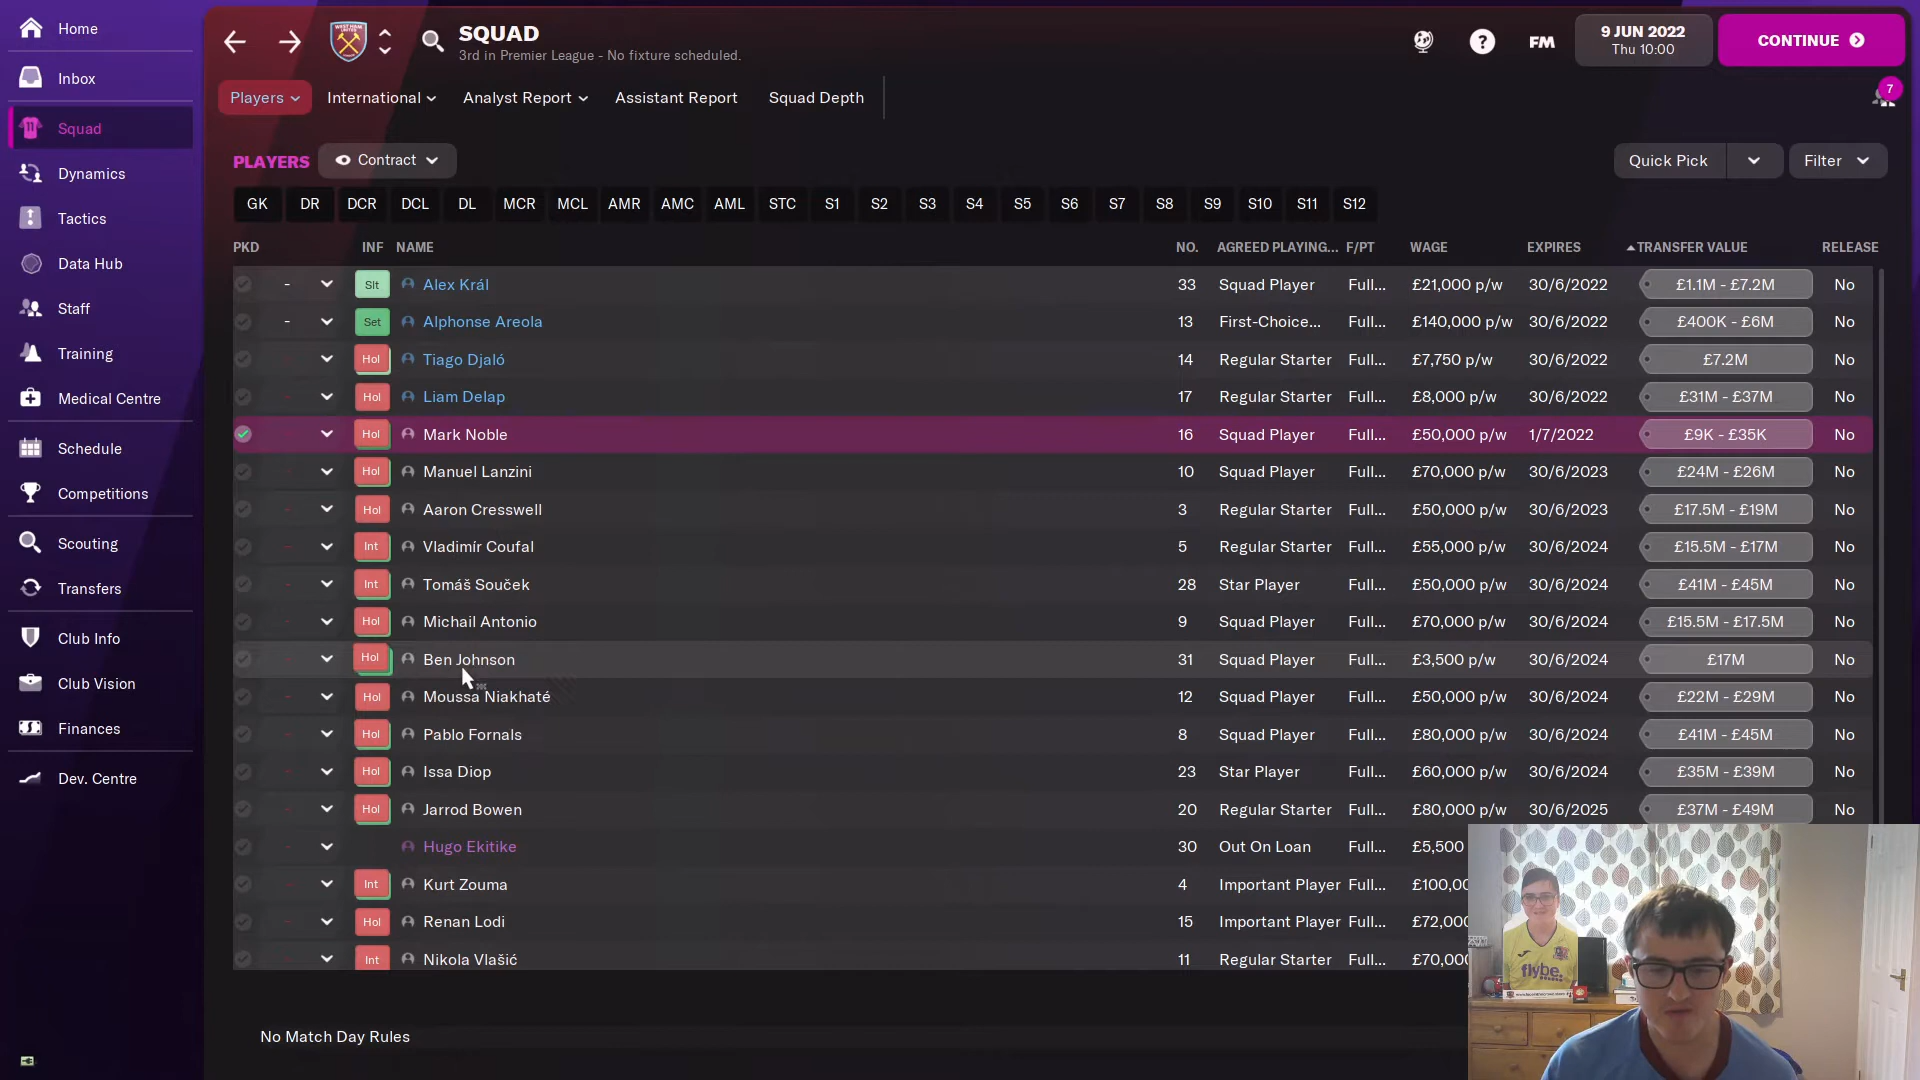 Home
Inbox
Squad
Dynamics
Tactics
Data Hub
Staff
Training
Medical Centre
Schedule
Competitions
Scouting
Transfers
Club Info
Club Vision
Finances
Dev. Centre
SQUAD
3rd in Premier League - No fixture scheduled.
FM
9 JUN 2022
Thu 10:00
CONTINUE
Players International Analyst Report Assistant Report Squad Depth
7
PLAYERS Contract
Quick Pick Filter
GK DR DCR DCL DL MCR MCL AMR AMC AML STC S1 S2 S3 S4 S5 S6 S7 S8 S9 S10 S11 S12
PKD INF NAME NO. AGREED PLAYING... F/PT WAGE EXPIRES TRANSFER VALUE RELEASE
- Slt Alex Král 33 Squad Player Full... £21,000 p/w 30/6/2022 £1.1M - £7.2M No
- Set Alphonse Areola 13 First-Choice... Full... £140,000 p/w 30/6/2022 £400K - £6M No
- Hol Tiago Djaló 14 Regular Starter Full... £7,750 p/w 30/6/2022 £7.2M No
- Hol Liam Delap 17 Regular Starter Full... £8,000 p/w 30/6/2022 £31M - £37M No
- Hol Mark Noble 16 Squad Player Full... £50,000 p/w 1/7/2022 £9K - £35K No
- Hol Manuel Lanzini 10 Squad Player Full... £70,000 p/w 30/6/2023 £24M - £26M No
- Hol Aaron Cresswell 3 Regular Starter Full... £50,000 p/w 30/6/2023 £17.5M - £19M No
- Int Vladimír Coufal 5 Regular Starter Full... £55,000 p/w 30/6/2024 £15.5M - £17M No
- Int Tomáš Souček 28 Star Player Full... £50,000 p/w 30/6/2024 £41M - £45M No
- Hol Michail Antonio 9 Squad Player Full... £70,000 p/w 30/6/2024 £15.5M - £17.5M No
- Hol Ben Johnson 31 Squad Player Full... £3,500 p/w 30/6/2024 £17M No
- Hol Moussa Niakhaté 12 Squad Player Full... £50,000 p/w 30/6/2024 £22M - £29M No
- Hol Pablo Fornals 8 Squad Player Full... £80,000 p/w 30/6/2024 £41M - £45M No
- Hol Issa Diop 23 Star Player Full... £60,000 p/w 30/6/2024 £35M - £39M No
- Hol Jarrod Bowen 20 Regular Starter Full... £80,000 p/w 30/6/2025 £37M - £49M No
- Hugo Ekitike 30 Out On Loan Full... £5,500
- Int Kurt Zouma 4 Important Player Full... £100,00
- Hol Renan Lodi 15 Important Player Full... £72,000
- Int Nikola Vlašić 11 Regular Starter Full... £70,000
flybe.
No Match Day Rules